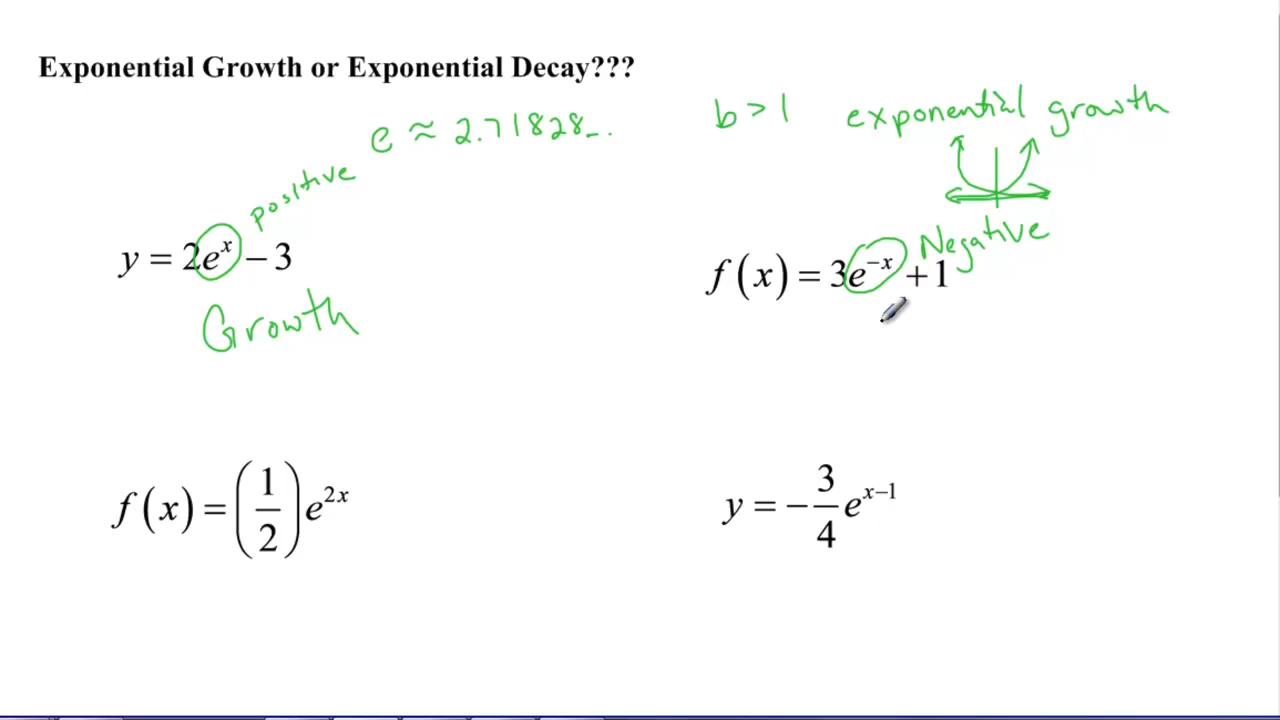 Exponential Growth or Exponential Decay???
e ≈ 2.71828...
b > 1 exponential growth
positive
y = 2e^x − 3
Growth
Negative
f(x) = 3e^{−x} + 1
f(x) = (1/2) e^{2x}
y = −3/4 e^{x−1}